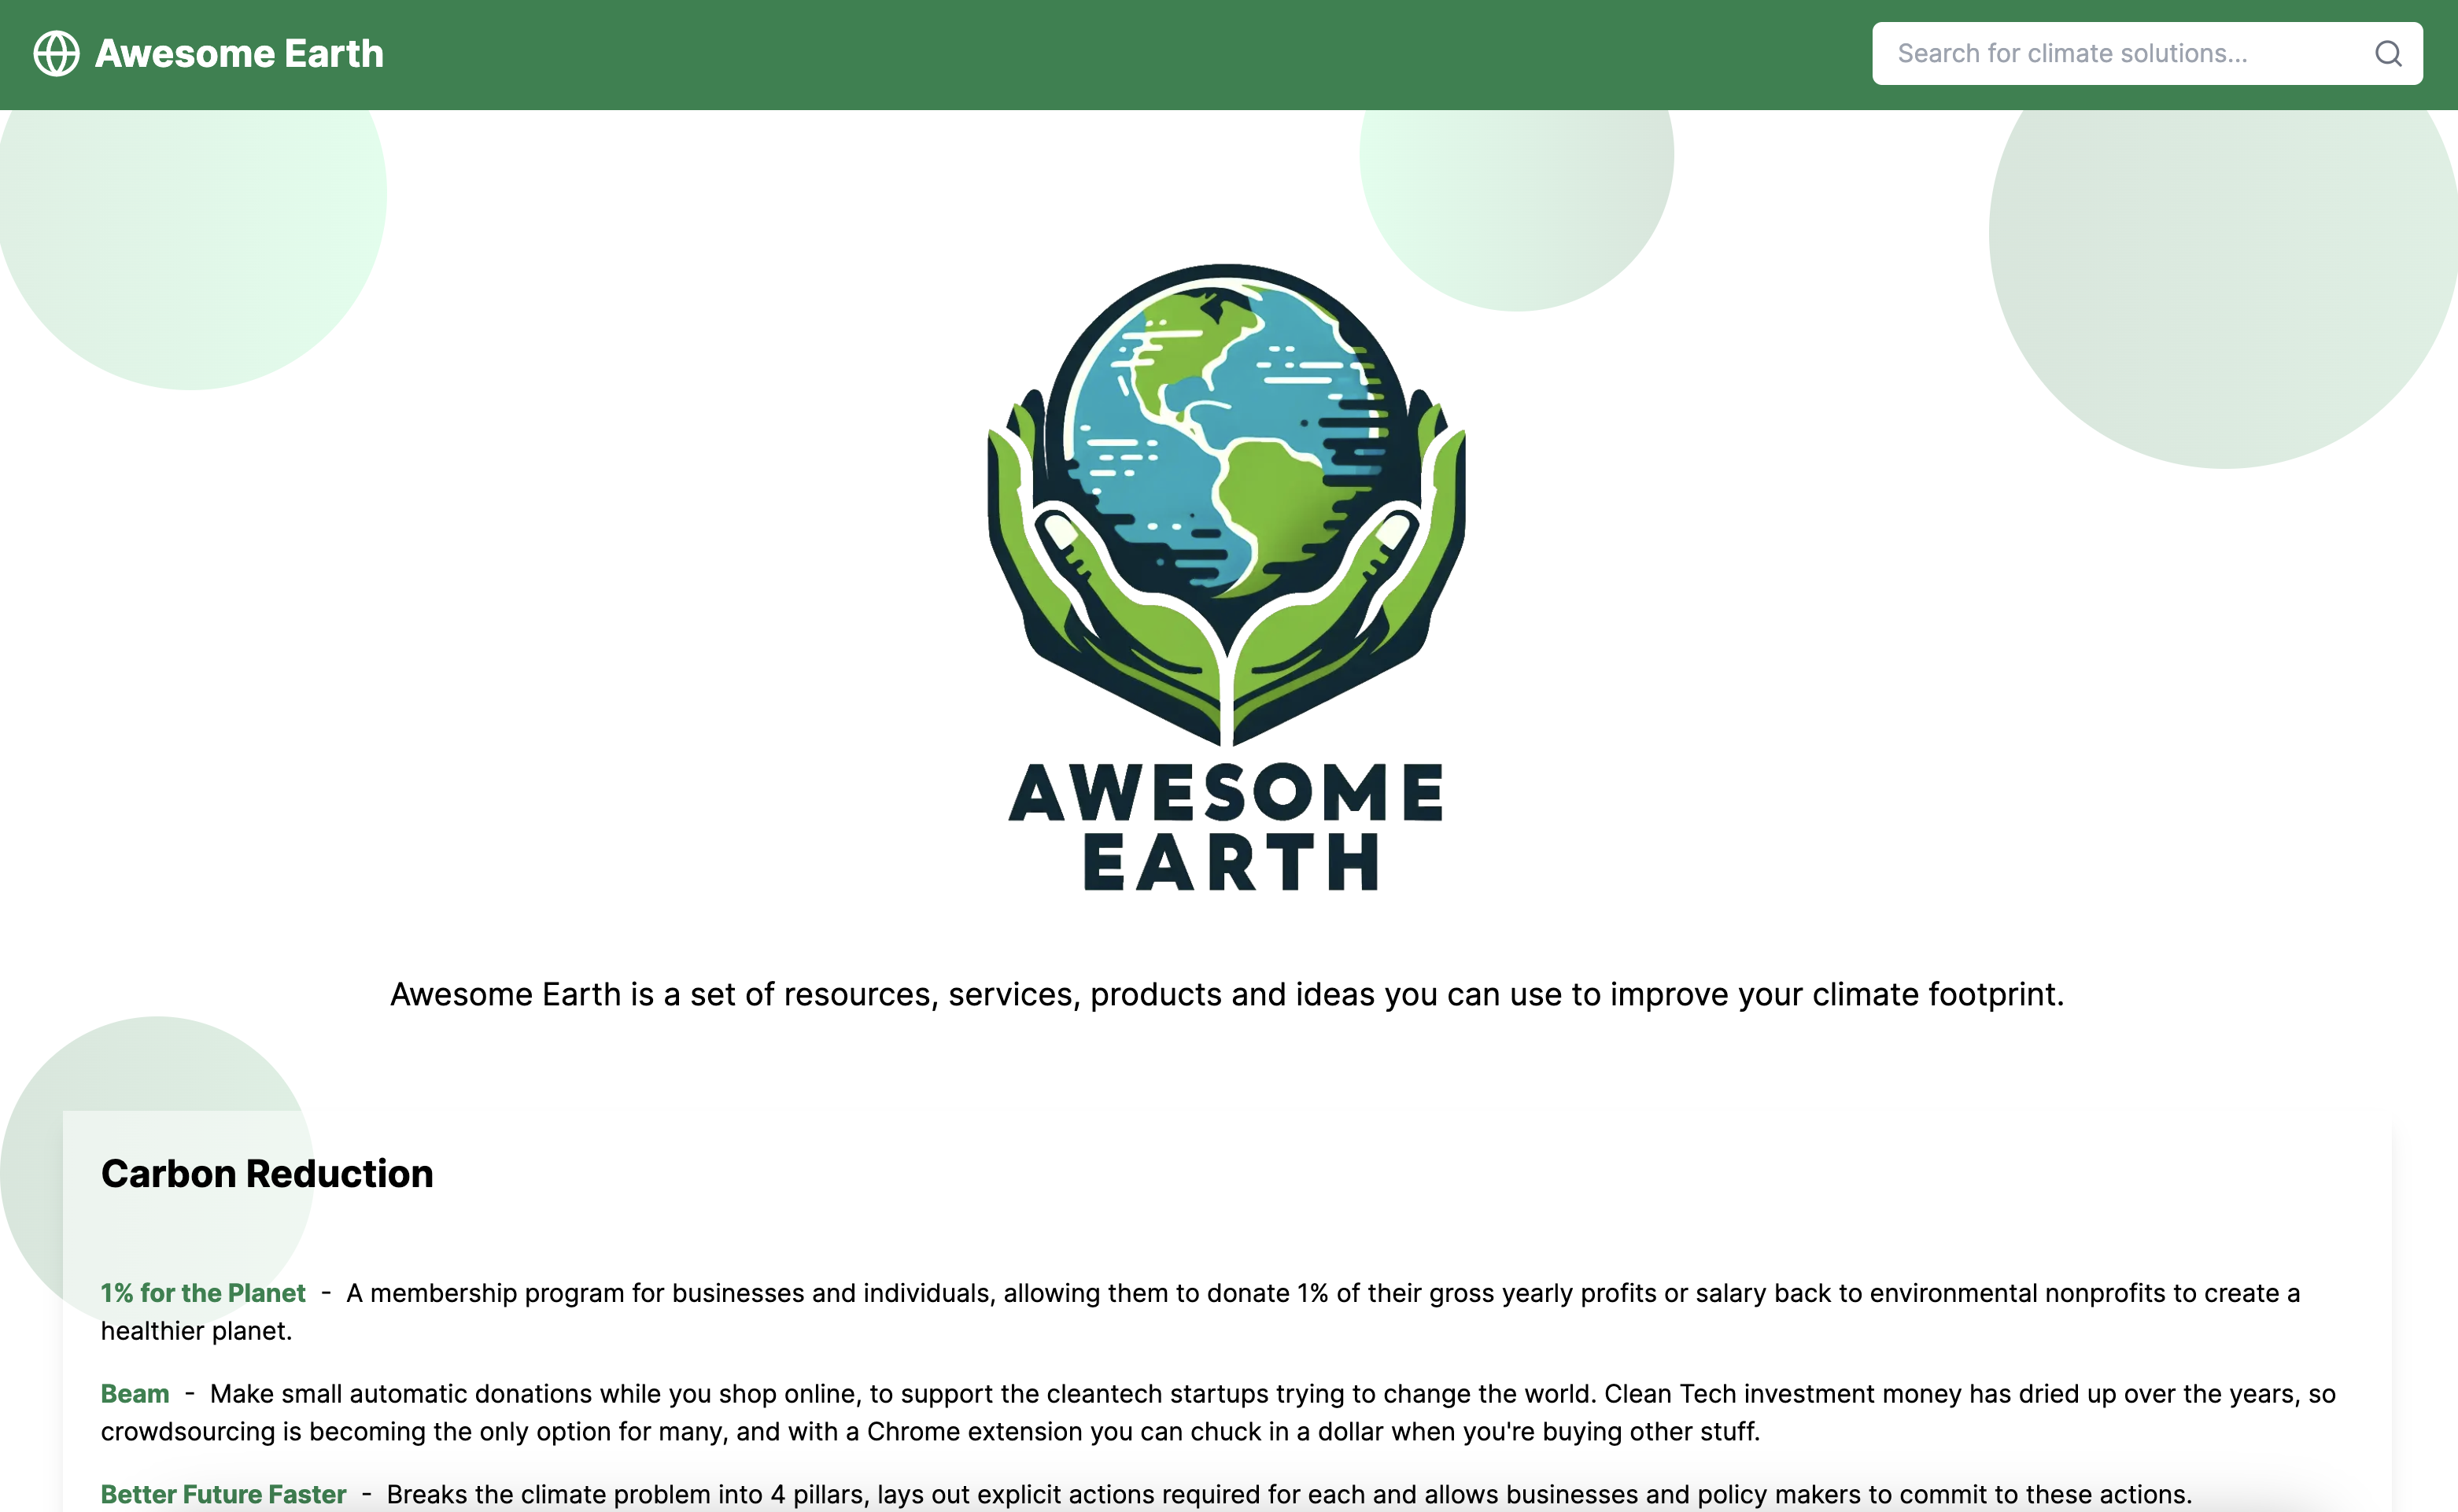 Awesome Earth
Search for climate solutions...
AWESOME
EARTH
Awesome Earth is a set of resources, services, products and ideas you can use to improve your climate footprint.
Carbon Reduction
1% for the Planet - A membership program for businesses and individuals, allowing them to donate 1% of their gross yearly profits or salary back to environmental nonprofits to create a
healthier planet.
Beam - Make small automatic donations while you shop online, to support the cleantech startups trying to change the world. Clean Tech investment money has dried up over the years, so
crowdsourcing is becoming the only option for many, and with a Chrome extension you can chuck in a dollar when you're buying other stuff.
Better Future Faster - Breaks the climate problem into 4 pillars, lays out explicit actions required for each and allows businesses and policy makers to commit to these actions.